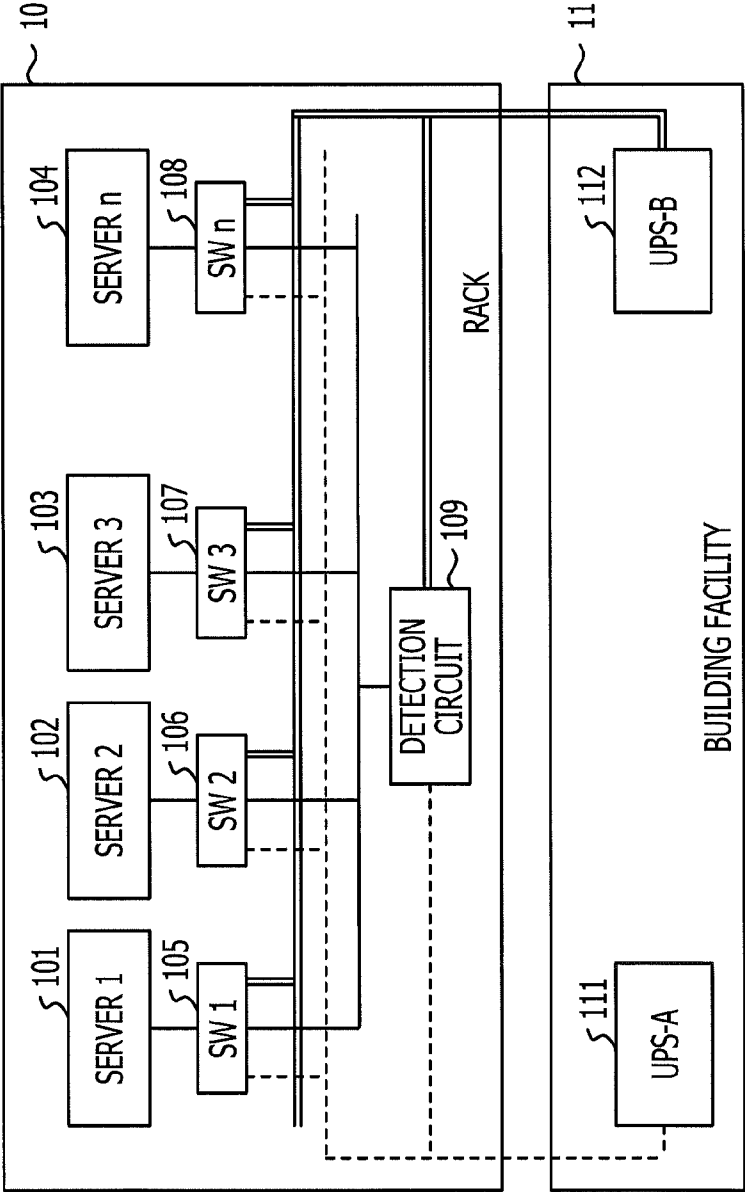 10
101
SERVER 1
102
SERVER 2
103
SERVER 3
104
SERVER n
105
SW 1
106
SW 2
107
SW 3
108
SW n
109
DETECTION
CIRCUIT
RACK
11
111
UPS-A
112
UPS-B
BUILDING FACILITY